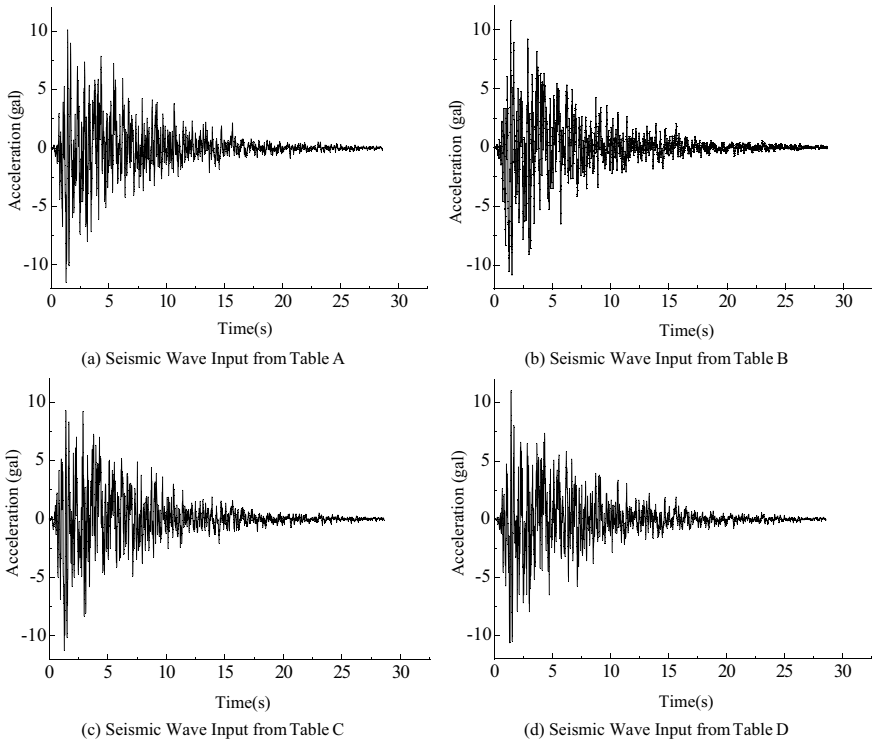 10
5
0
-5
-10
Acceleration (gal)
0 5 10 15 20 25 30
Time(s)
(a) Seismic Wave Input from Table A
10
5
0
-5
-10
Acceleration (gal)
0 5 10 15 20 25 30
Time(s)
(b) Seismic Wave Input from Table B
10
5
0
-5
-10
Acceleration (gal)
0 5 10 15 20 25 30
Time(s)
(c) Seismic Wave Input from Table C
10
5
0
-5
-10
Acceleration (gal)
0 5 10 15 20 25 30
Time(s)
(d) Seismic Wave Input from Table D